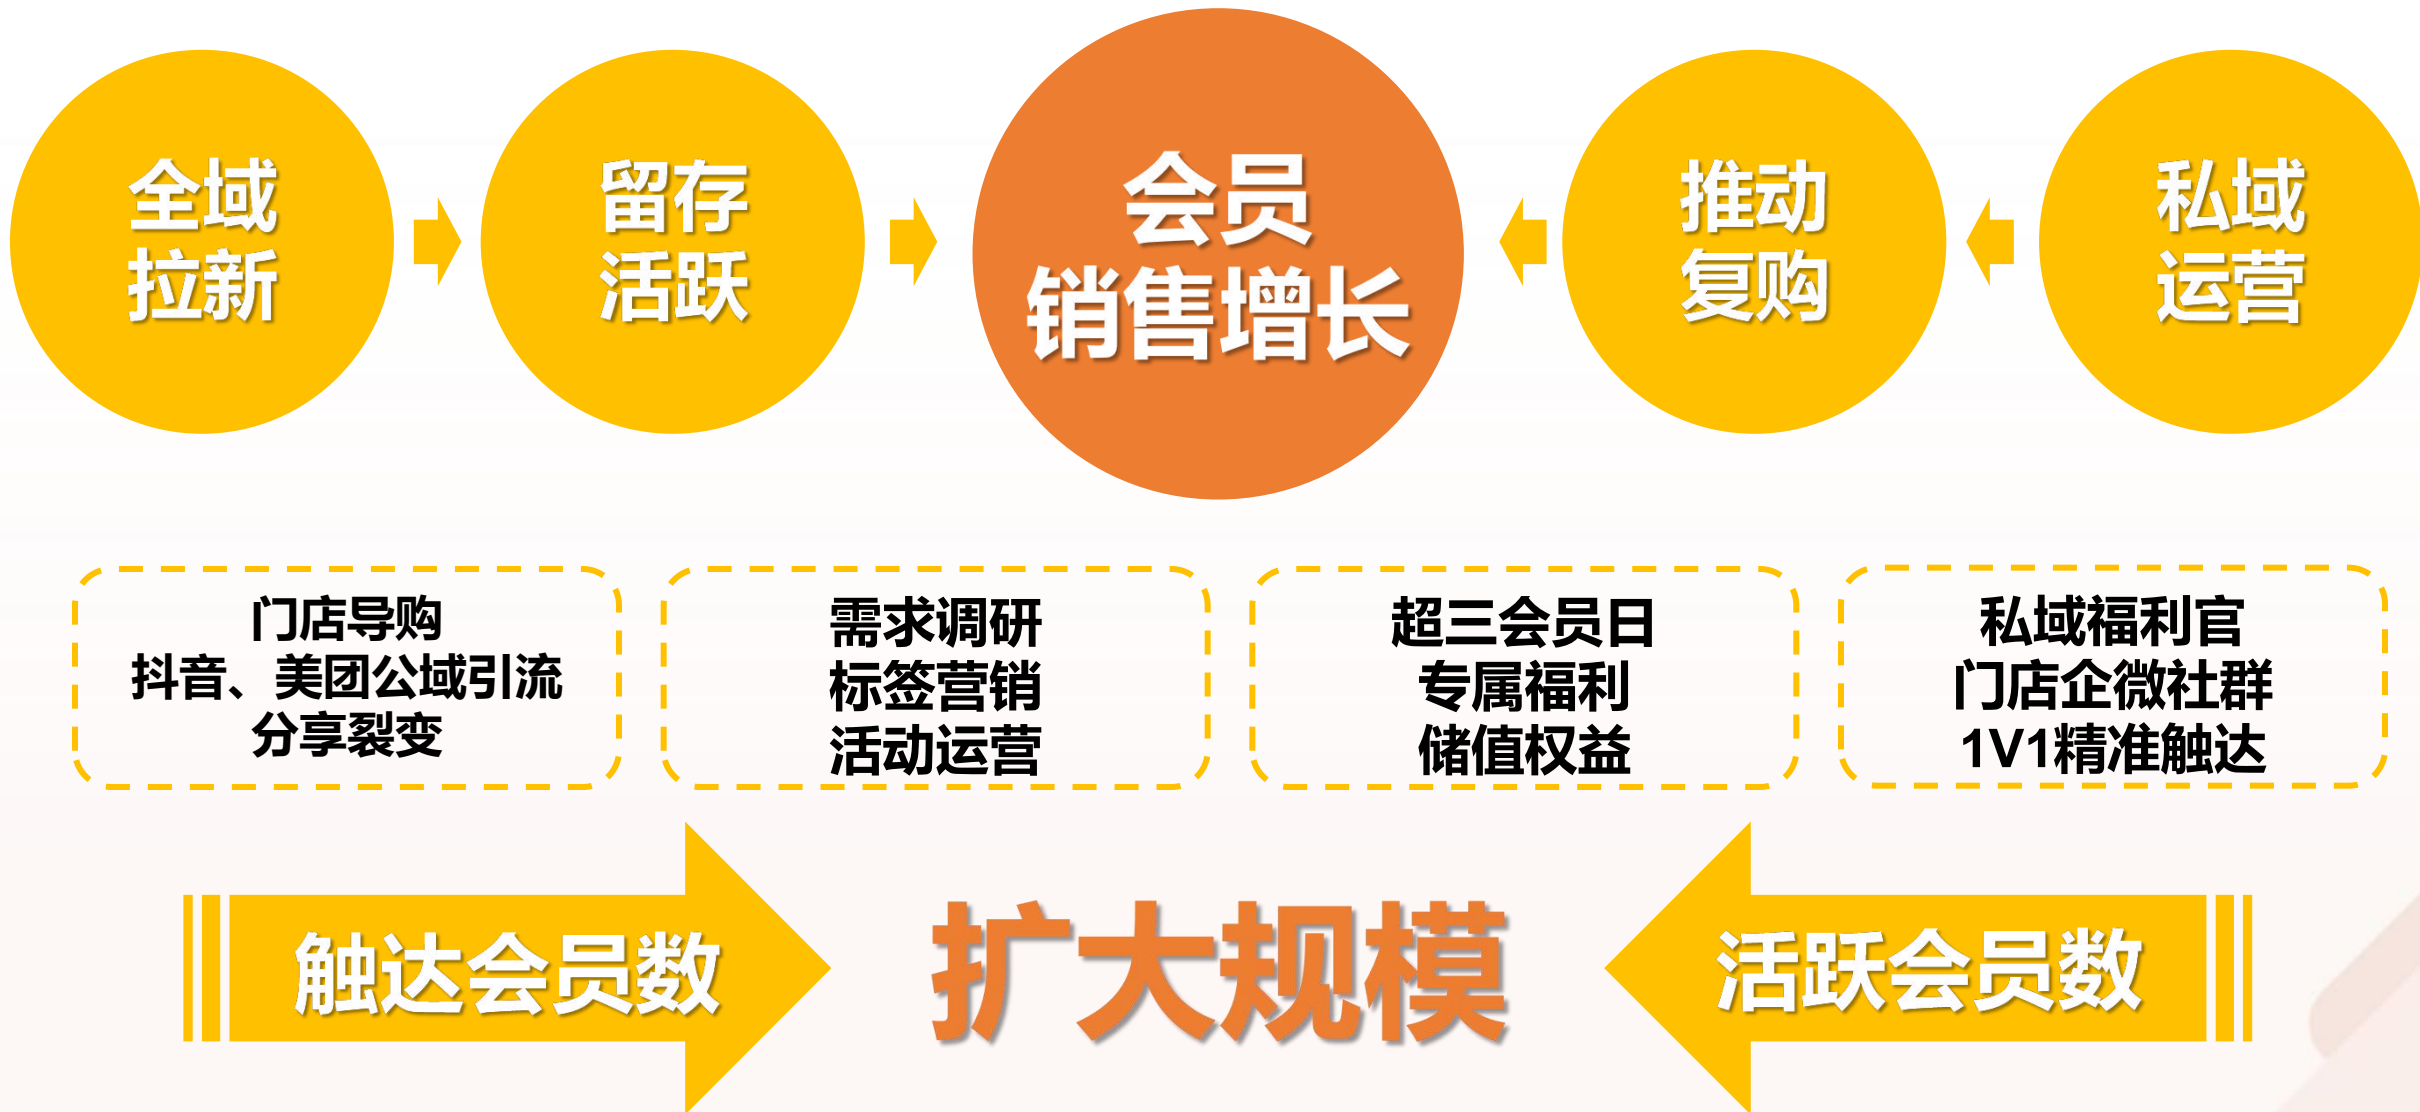 全域
拉新
留存
活跃
会员
销售增长
推动
复购
私域
运营
门店导购
抖音、美团公域引流
分享裂变
需求调研
标签营销
活动运营
超三会员日
专属福利
储值权益
私域福利官
门店企微社群
1V1精准触达
触达会员数
扩大规模
活跃会员数